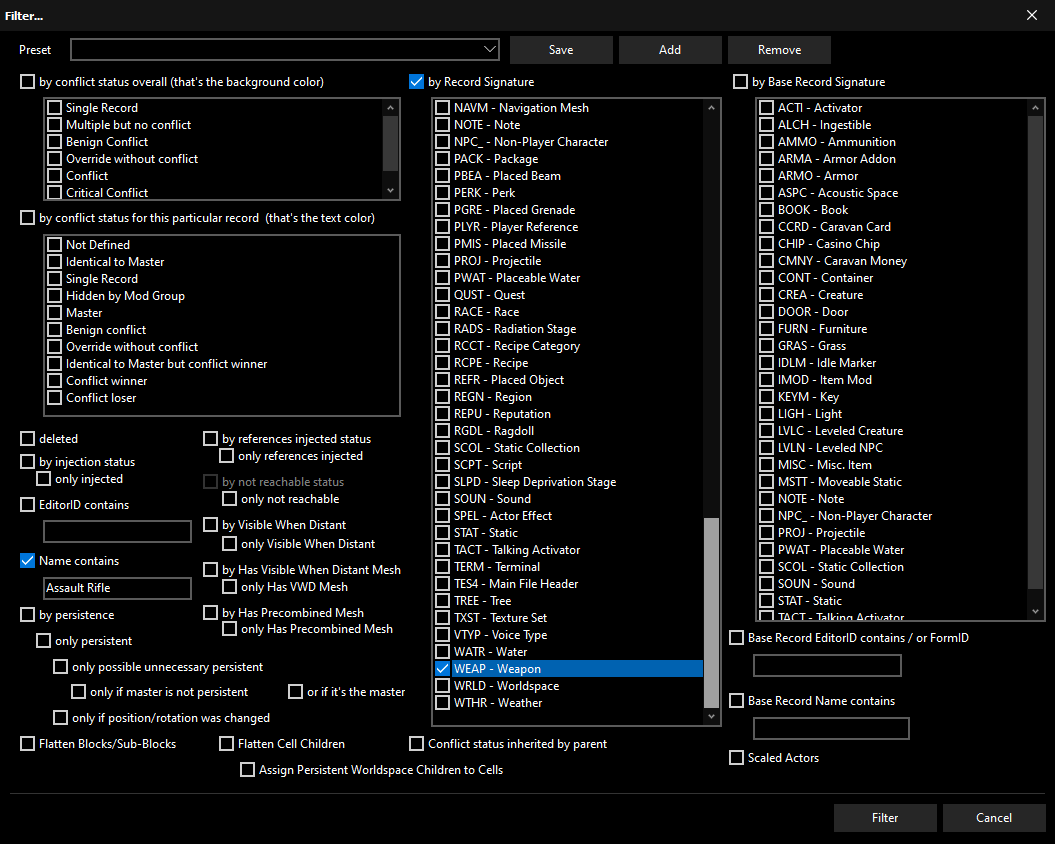 Filter...
Preset
Save
Add
Remove
by conflict status overall (that's the background color)
Single Record
Multiple but no conflict
Benign Conflict
Override without conflict
Conflict
Critical Conflict
by conflict status for this particular record (that's the text color)
Not Defined
Identical to Master
Single Record
Hidden by Mod Group
Master
Benign conflict
Override without conflict
Identical to Master but conflict winner
Conflict winner
Conflict loser
deleted
by injection status
only injected
EditorID contains
Name contains
Assault Rifle
by persistence
only persistent
only possible unnecessary persistent
only if master is not persistent
or if it's the master
only if position/rotation was changed
by references injected status
only references injected
by not reachable status
only not reachable
by Visible When Distant
only Visible When Distant
by Has Visible When Distant Mesh
only Has VWD Mesh
by Has Precombined Mesh
only Has Precombined Mesh
Flatten Blocks/Sub-Blocks
Flatten Cell Children
Assign Persistent Worldspace Children to Cells
by Record Signature
NAVM - Navigation Mesh
NOTE - Note
NPC_ - Non-Player Character
PACK - Package
PBEA - Placed Beam
PERK - Perk
PGRE - Placed Grenade
PLYR - Player Reference
PMIS - Placed Missile
PROJ - Projectile
PWAT - Placeable Water
QUST - Quest
RACE - Race
RADS - Radiation Stage
RCCT - Recipe Category
RCPE - Recipe
REFR - Placed Object
REGN - Region
REPU - Reputation
RGDL - Ragdoll
SCOL - Static Collection
SCPT - Script
SLPD - Sleep Deprivation Stage
SOUN - Sound
SPEL - Actor Effect
STAT - Static
TACT - Talking Activator
TERM - Terminal
TES4 - Main File Header
TREE - Tree
TXST - Texture Set
VTYP - Voice Type
WATR - Water
WEAP - Weapon
WRLD - Worldspace
WTHR - Weather
Conflict status inherited by parent
by Base Record Signature
ACTI - Activator
ALCH - Ingestible
AMMO - Ammunition
ARMA - Armor Addon
ARMO - Armor
ASPC - Acoustic Space
BOOK - Book
CCRD - Caravan Card
CHIP - Casino Chip
CMNY - Caravan Money
CONT - Container
CREA - Creature
DOOR - Door
FURN - Furniture
GRAS - Grass
IDLM - Idle Marker
IMOD - Item Mod
KEYM - Key
LIGH - Light
LVLC - Leveled Creature
LVLN - Leveled NPC
MISC - Misc. Item
MSTT - Moveable Static
NOTE - Note
NPC_ - Non-Player Character
PROJ - Projectile
PWAT - Placeable Water
SCOL - Static Collection
SOUN - Sound
STAT - Static
TACT - Talking Activator
Base Record EditorID contains / or FormID
Base Record Name contains
Scaled Actors
Filter
Cancel